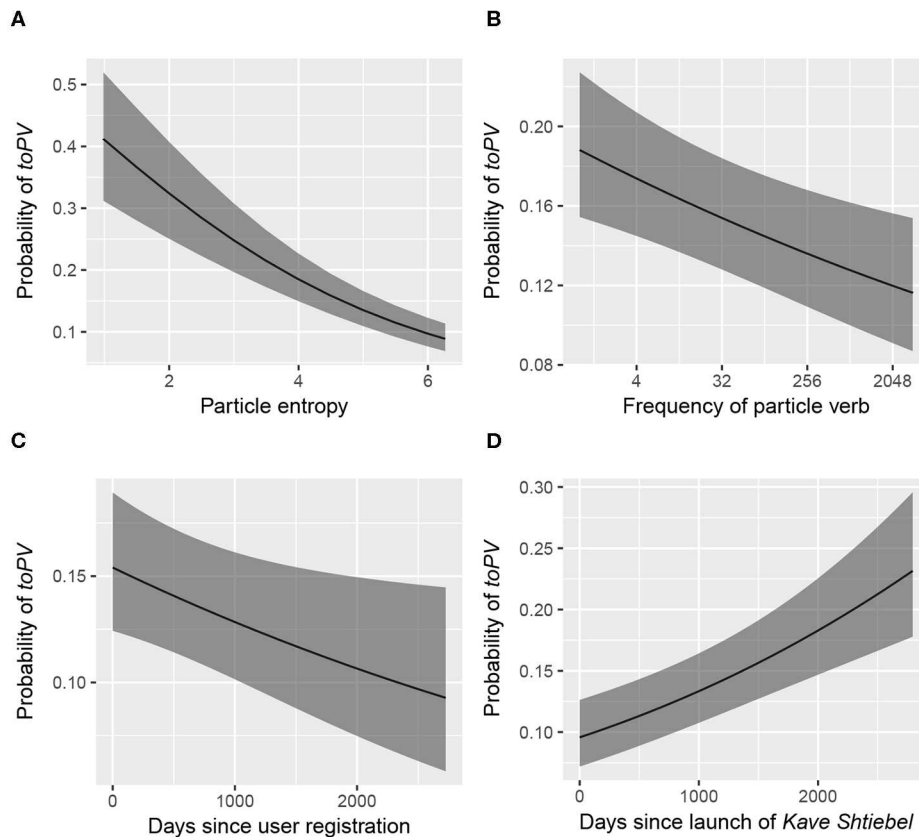 A
Probability of toPV
0.5
0.4
0.3
0.2
0.1
2 4 6
Particle entropy
B
Probability of toPV
0.20
0.16
0.12
0.08
4 32 256 2048
Frequency of particle verb
C
Probability of toPV
0.15
0.10
0 1000 2000
Days since user registration
D
Probability of toPV
0.30
0.25
0.20
0.15
0.10
0 1000 2000
Days since launch of Kave Shtiebel